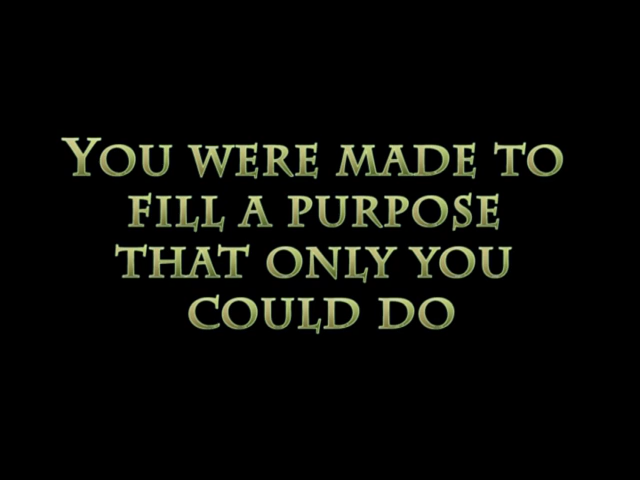 YOU WERE MADE TO
FILL A PURPOSE
THAT ONLY YOU
COULD DO